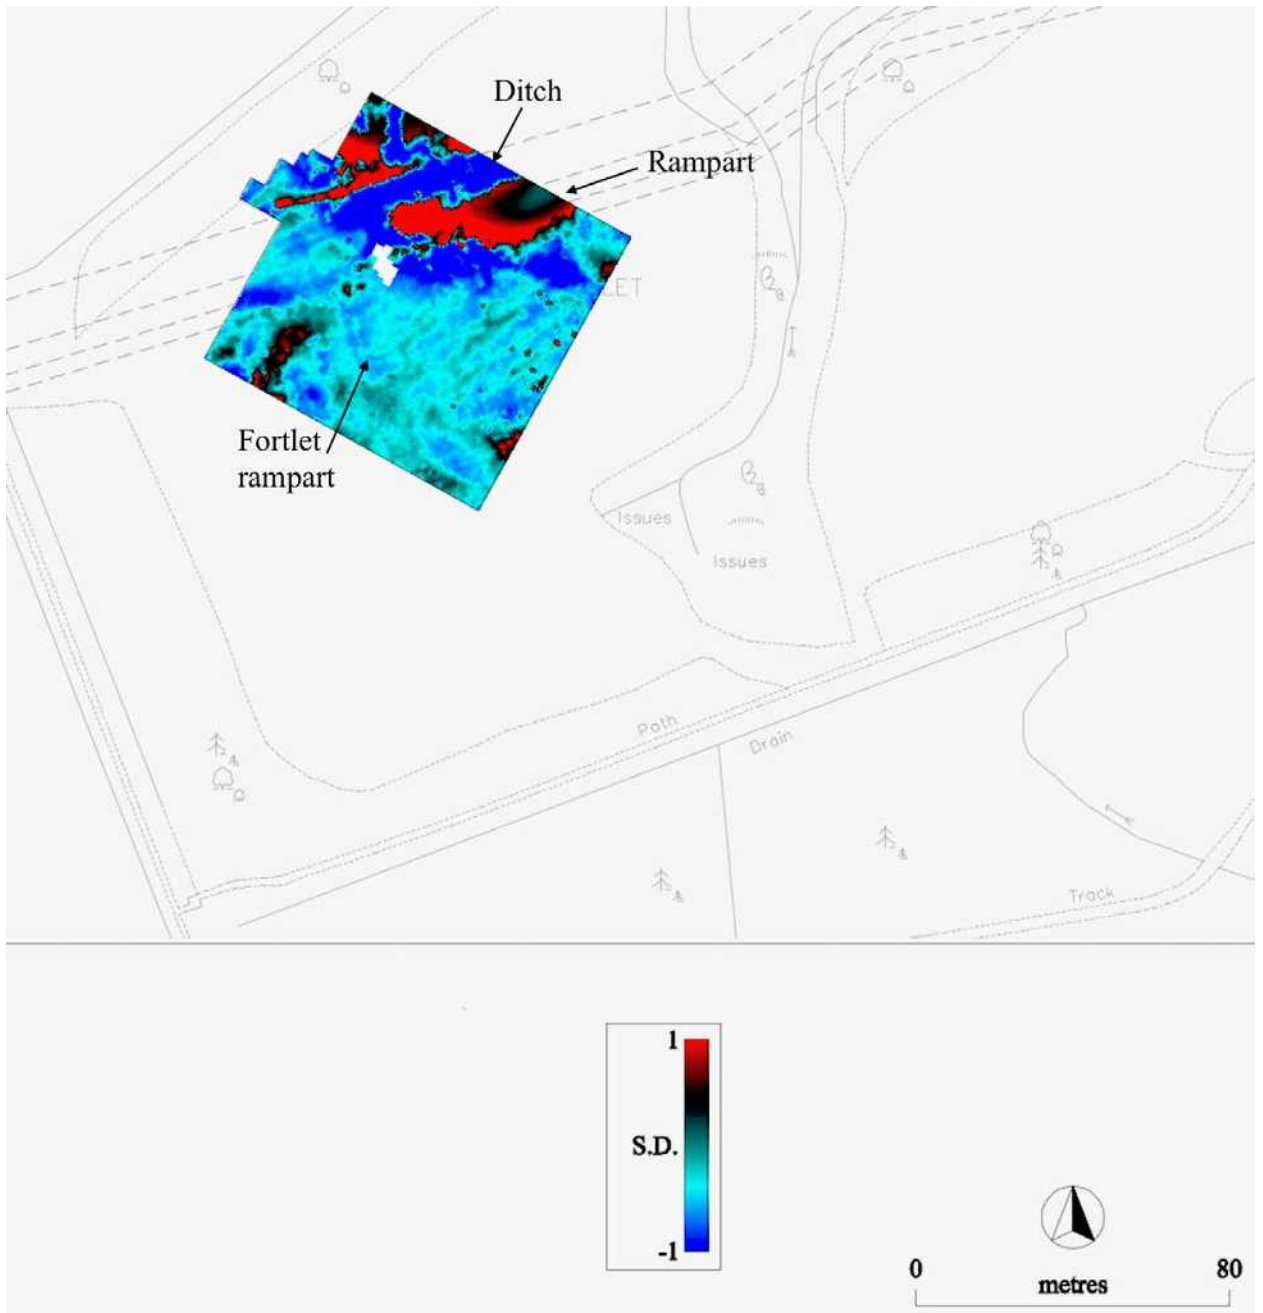 Ditch
Rampart
LET
Fortlet
rampart
Issues
Issues
Path
Drain
Track
1
S.D.
-1
0
80
metres